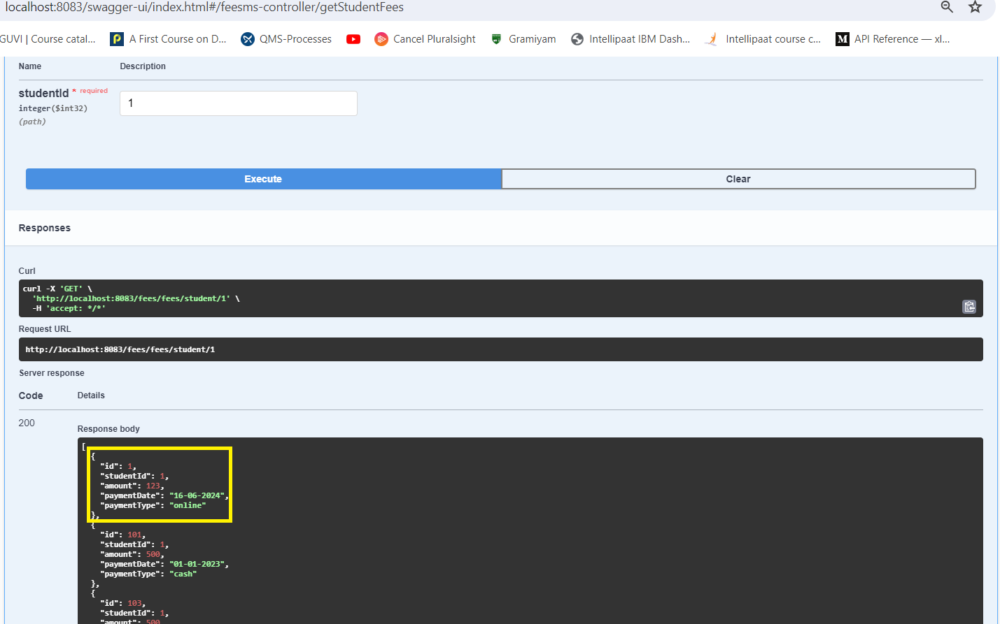 localhost:8083/swagger-ui/index.html#/feesms-controller/getStudentFees
GUVI | Course catal... A First Course on D... QMS-Processes Cancel Pluralsight Gramiyam Intellipaat IBM Dash... Intellipaat course c... M API Reference — xl...
Name Description
studentId * required
integer($int32)
(path)
1
Execute Clear
Responses
Curl
curl -X 'GET' \
'http://localhost:8083/fees/fees/student/1' \
-H 'accept: */*'
Request URL
http://localhost:8083/fees/fees/student/1
Server response
Code Details
200
Response body
[
{
"id": 1,
"studentId": 1,
"amount": 123,
"paymentDate": "16-06-2024",
"paymentType": "online"
},
{
"id": 101,
"studentId": 1,
"amount": 500,
"paymentDate": "01-01-2023",
"paymentType": "cash"
},
{
"id": 103,
"studentId": 1,
"amount": 500